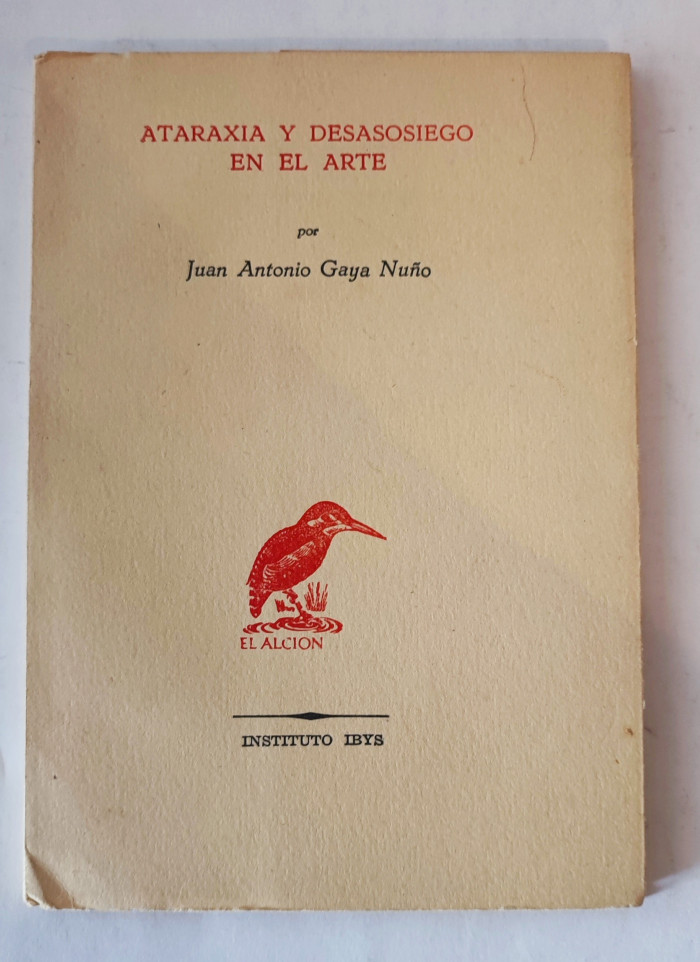 ATARAXIA Y DESASOSIEGO
EN EL ARTE
por
Juan Antonio Gaya Nuño
EL ALCION
INSTITUTO IBYS